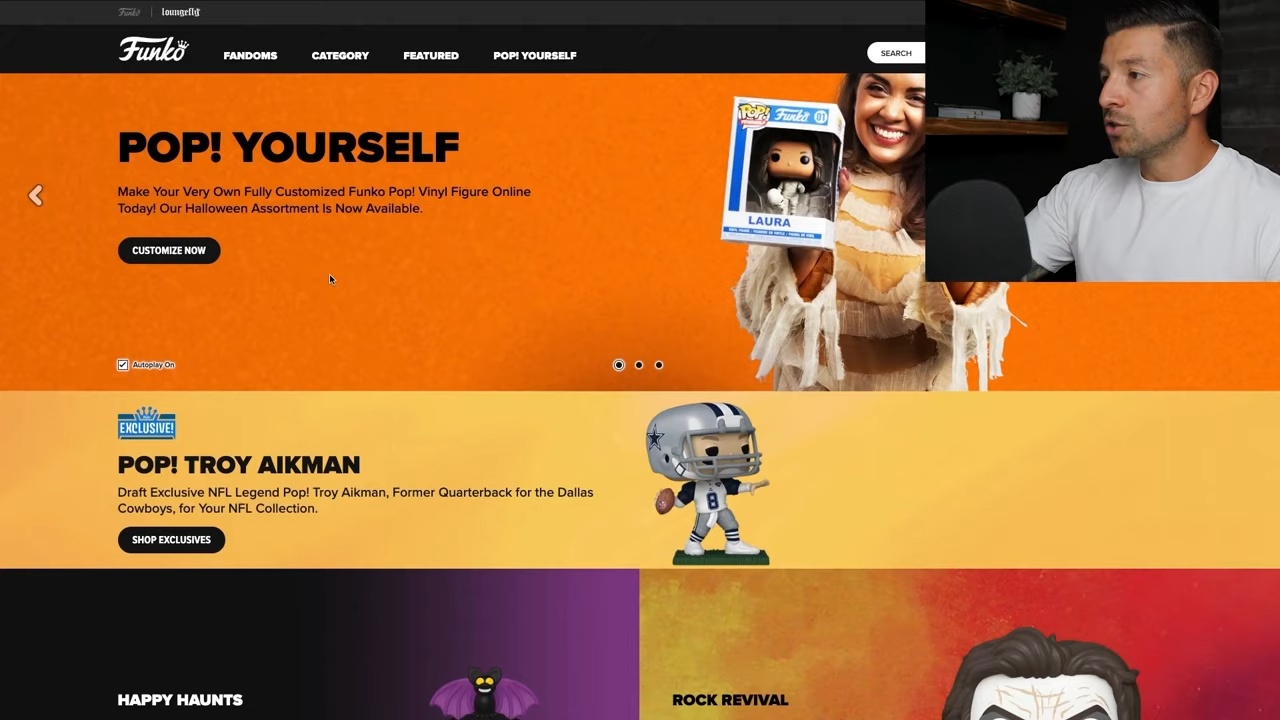 Funko
loungefly
Funko
FANDOMS
CATEGORY
FEATURED
POP! YOURSELF
SEARCH
POP! YOURSELF
Make Your Very Own Fully Customized Funko Pop! Vinyl Figure Online
Today! Our Halloween Assortment Is Now Available.
CUSTOMIZE NOW
POP!
Funko
01
LAURA
Autoplay On
EXCLUSIVE!
POP! TROY AIKMAN
Draft Exclusive NFL Legend Pop! Troy Aikman, Former Quarterback for the Dallas
Cowboys, for Your NFL Collection.
SHOP EXCLUSIVES
8
HAPPY HAUNTS
ROCK REVIVAL